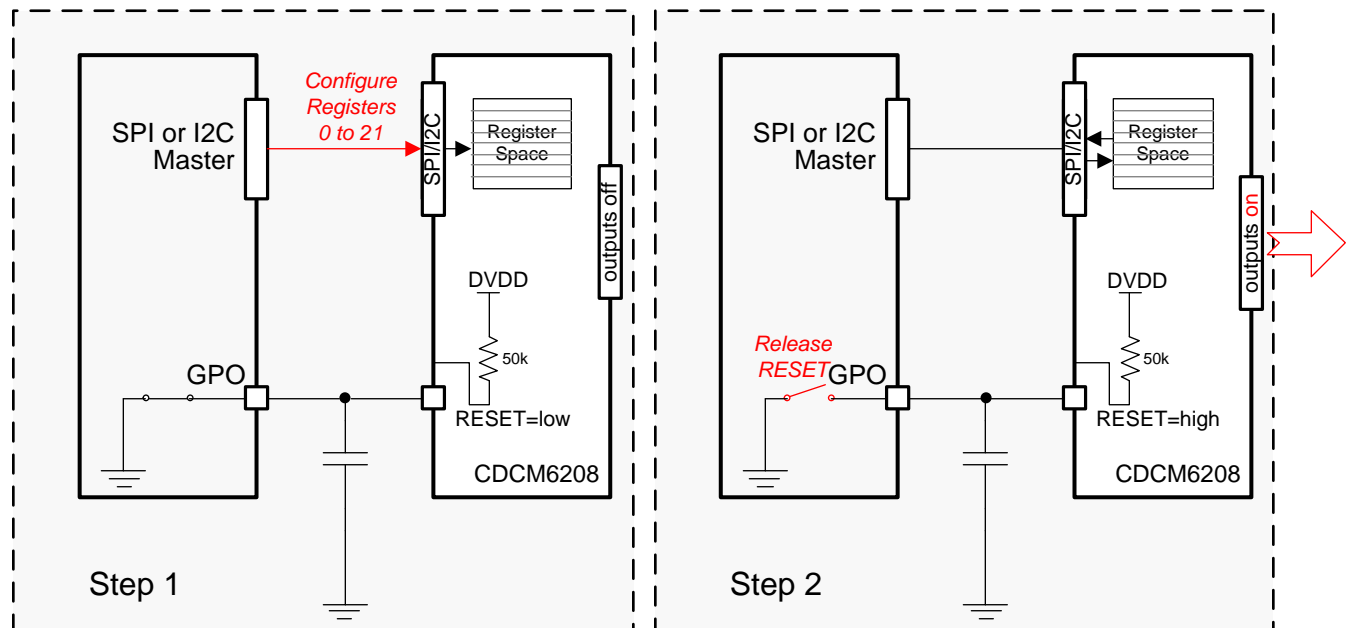 Configure
Registers
0 to 21
SPI or I2C
Master
SPI/I2C
Register
Space
outputs off
DVDD
50k
GPO
RESET=low
CDCM6208
Step 1
SPI or I2C
Master
SPI/I2C
Register
Space
outputs on
DVDD
50k
Release
RESET
GPO
RESET=high
CDCM6208
Step 2